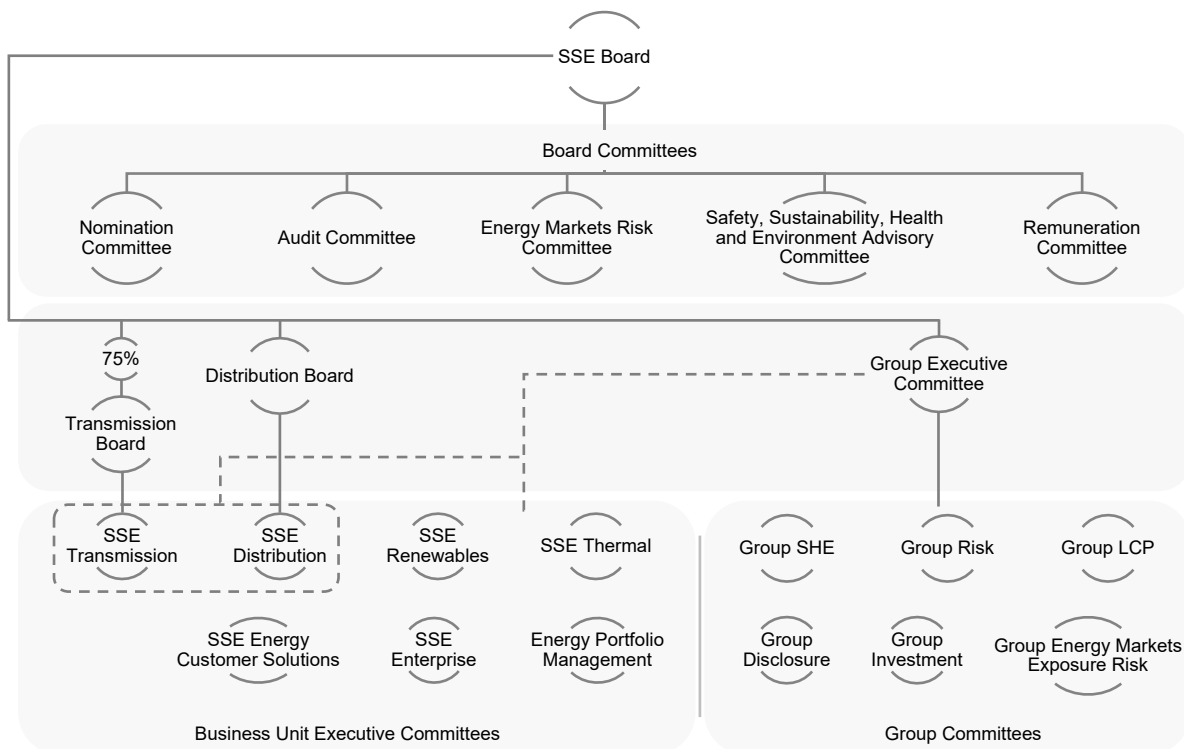 SSE Board
Board Committees
Nomination
Committee
Audit Committee
Energy Markets Risk
Committee
Safety, Sustainability, Health
and Environment Advisory
Committee
Remuneration
Committee
75%
Transmission
Board
Distribution Board
Group Executive
Committee
SSE
Transmission
SSE
Distribution
SSE
Renewables
SSE Thermal
SSE Energy
Customer Solutions
SSE
Enterprise
Energy Portfolio
Management
Business Unit Executive Committees
Group SHE
Group Risk
Group LCP
Group
Disclosure
Group
Investment
Group Energy Markets
Exposure Risk
Group Committees